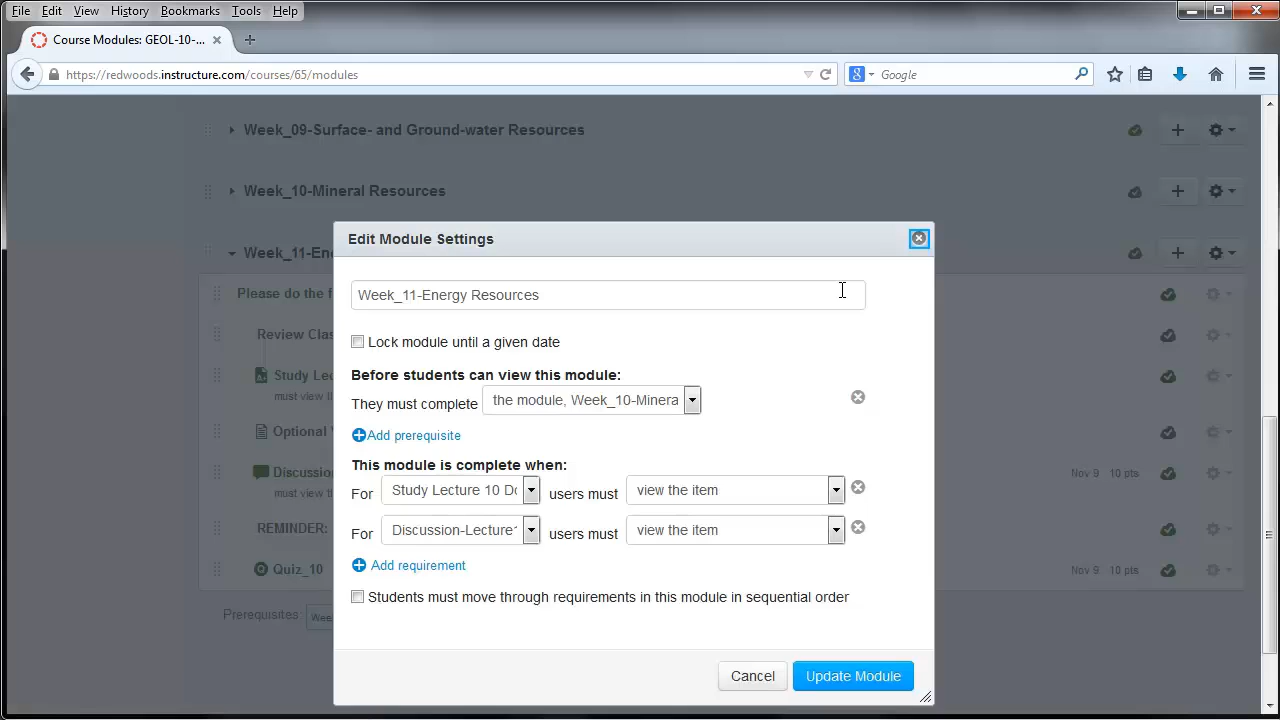 File Edit View History Bookmarks Tools Help
Course Modules: GEOL-10-...
https://redwoods.instructure.com/courses/65/modules
Google
Week_09-Surface- and Ground-water Resources
Week_10-Mineral Resources
Week_11-En
Edit Module Settings
Please do the f
Week_11-Energy Resources
Review Clas
Lock module until a given date
Study Lec
Before students can view this module:
must view th
They must complete the module, Week_10-Minera
Optional
Add prerequisite
This module is complete when:
Discussion
Nov 9 10 pts
must view th
For Study Lecture 10 Do users must view the item
REMINDER:
For Discussion-Lecture users must view the item
Add requirement
Quiz_10
Nov 9 10 pts
Students must move through requirements in this module in sequential order
Prerequisites:
Wee
Cancel Update Module